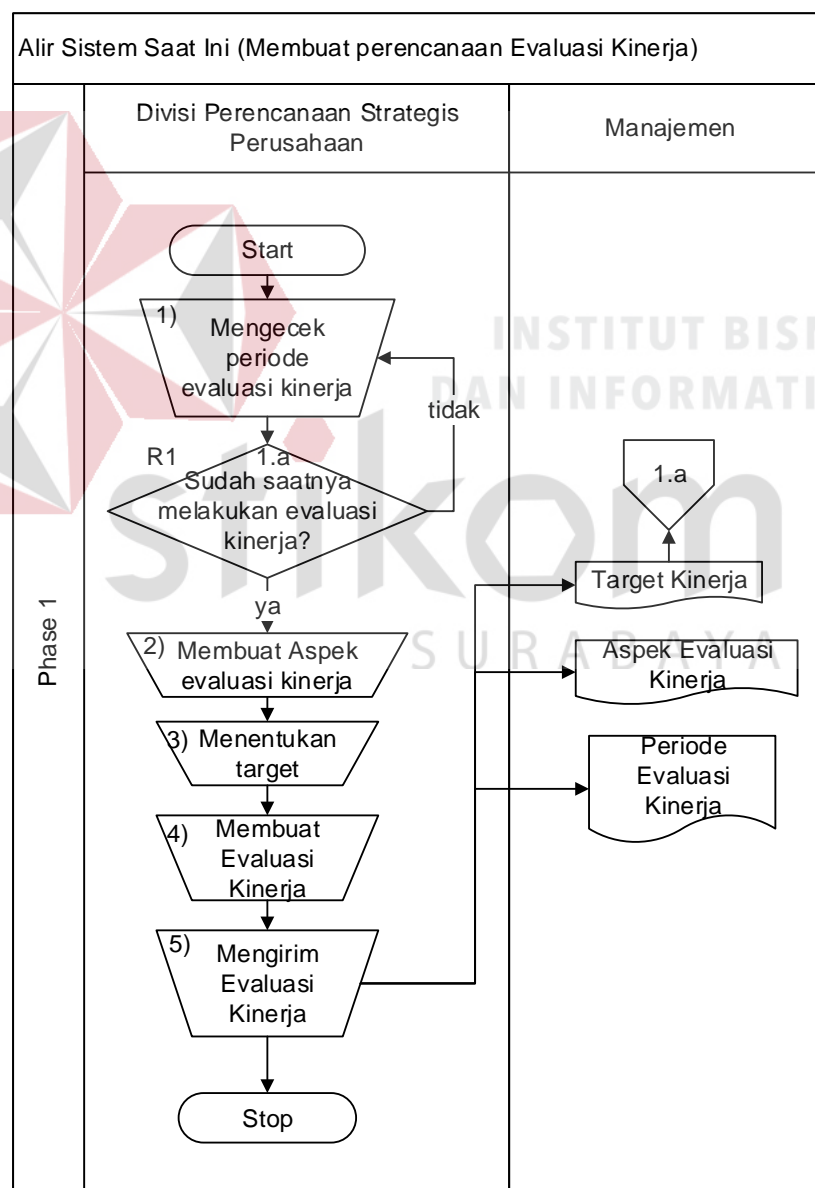 Alir Sistem Saat Ini (Membuat perencanaan Evaluasi Kinerja)
Divisi Perencanaan Strategis
Perusahaan
Manajemen
Phase 1
Start
1)
Mengecek
periode
evaluasi kinerja
tidak
R1
1.a
Sudah saatnya
melakukan evaluasi
kinerja?
ya
2)
Membuat Aspek
evaluasi kinerja
3)
Menentukan
target
4)
Membuat
Evaluasi
Kinerja
5)
Mengirim
Evaluasi
Kinerja
Stop
1.a
Target Kinerja
Aspek Evaluasi
Kinerja
Periode
Evaluasi
Kinerja
INSTITUT
DAN
stikom
SURABAYA